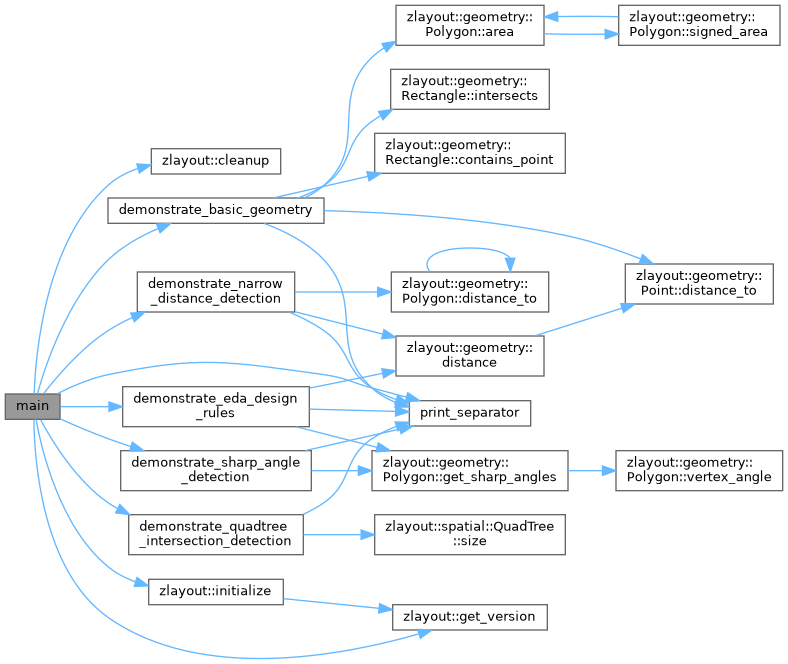 main
zlayout::cleanup
demonstrate_basic_geometry
zlayout::geometry::
Polygon::area
zlayout::geometry::
Polygon::signed_area
zlayout::geometry::
Rectangle::intersects
zlayout::geometry::
Rectangle::contains_point
zlayout::geometry::
Point::distance_to
demonstrate_narrow
_distance_detection
zlayout::geometry::
Polygon::distance_to
zlayout::geometry::
distance
demonstrate_eda_design
_rules
print_separator
demonstrate_sharp_angle
_detection
zlayout::geometry::
Polygon::get_sharp_angles
zlayout::geometry::
Polygon::vertex_angle
demonstrate_quadtree
_intersection_detection
zlayout::spatial::QuadTree
::size
zlayout::initialize
zlayout::get_version